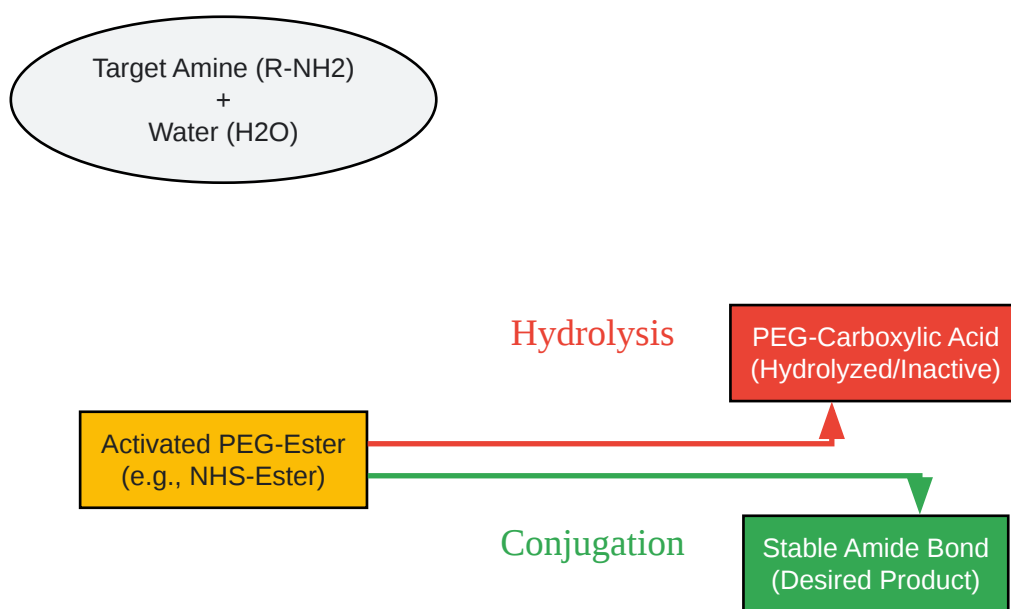 Target Amine (R-NH2)
+
Water (H2O)
Hydrolysis
PEG-Carboxylic Acid
(Hydrolyzed/Inactive)
Activated PEG-Ester
(e.g., NHS-Ester)
Conjugation
Stable Amide Bond
(Desired Product)